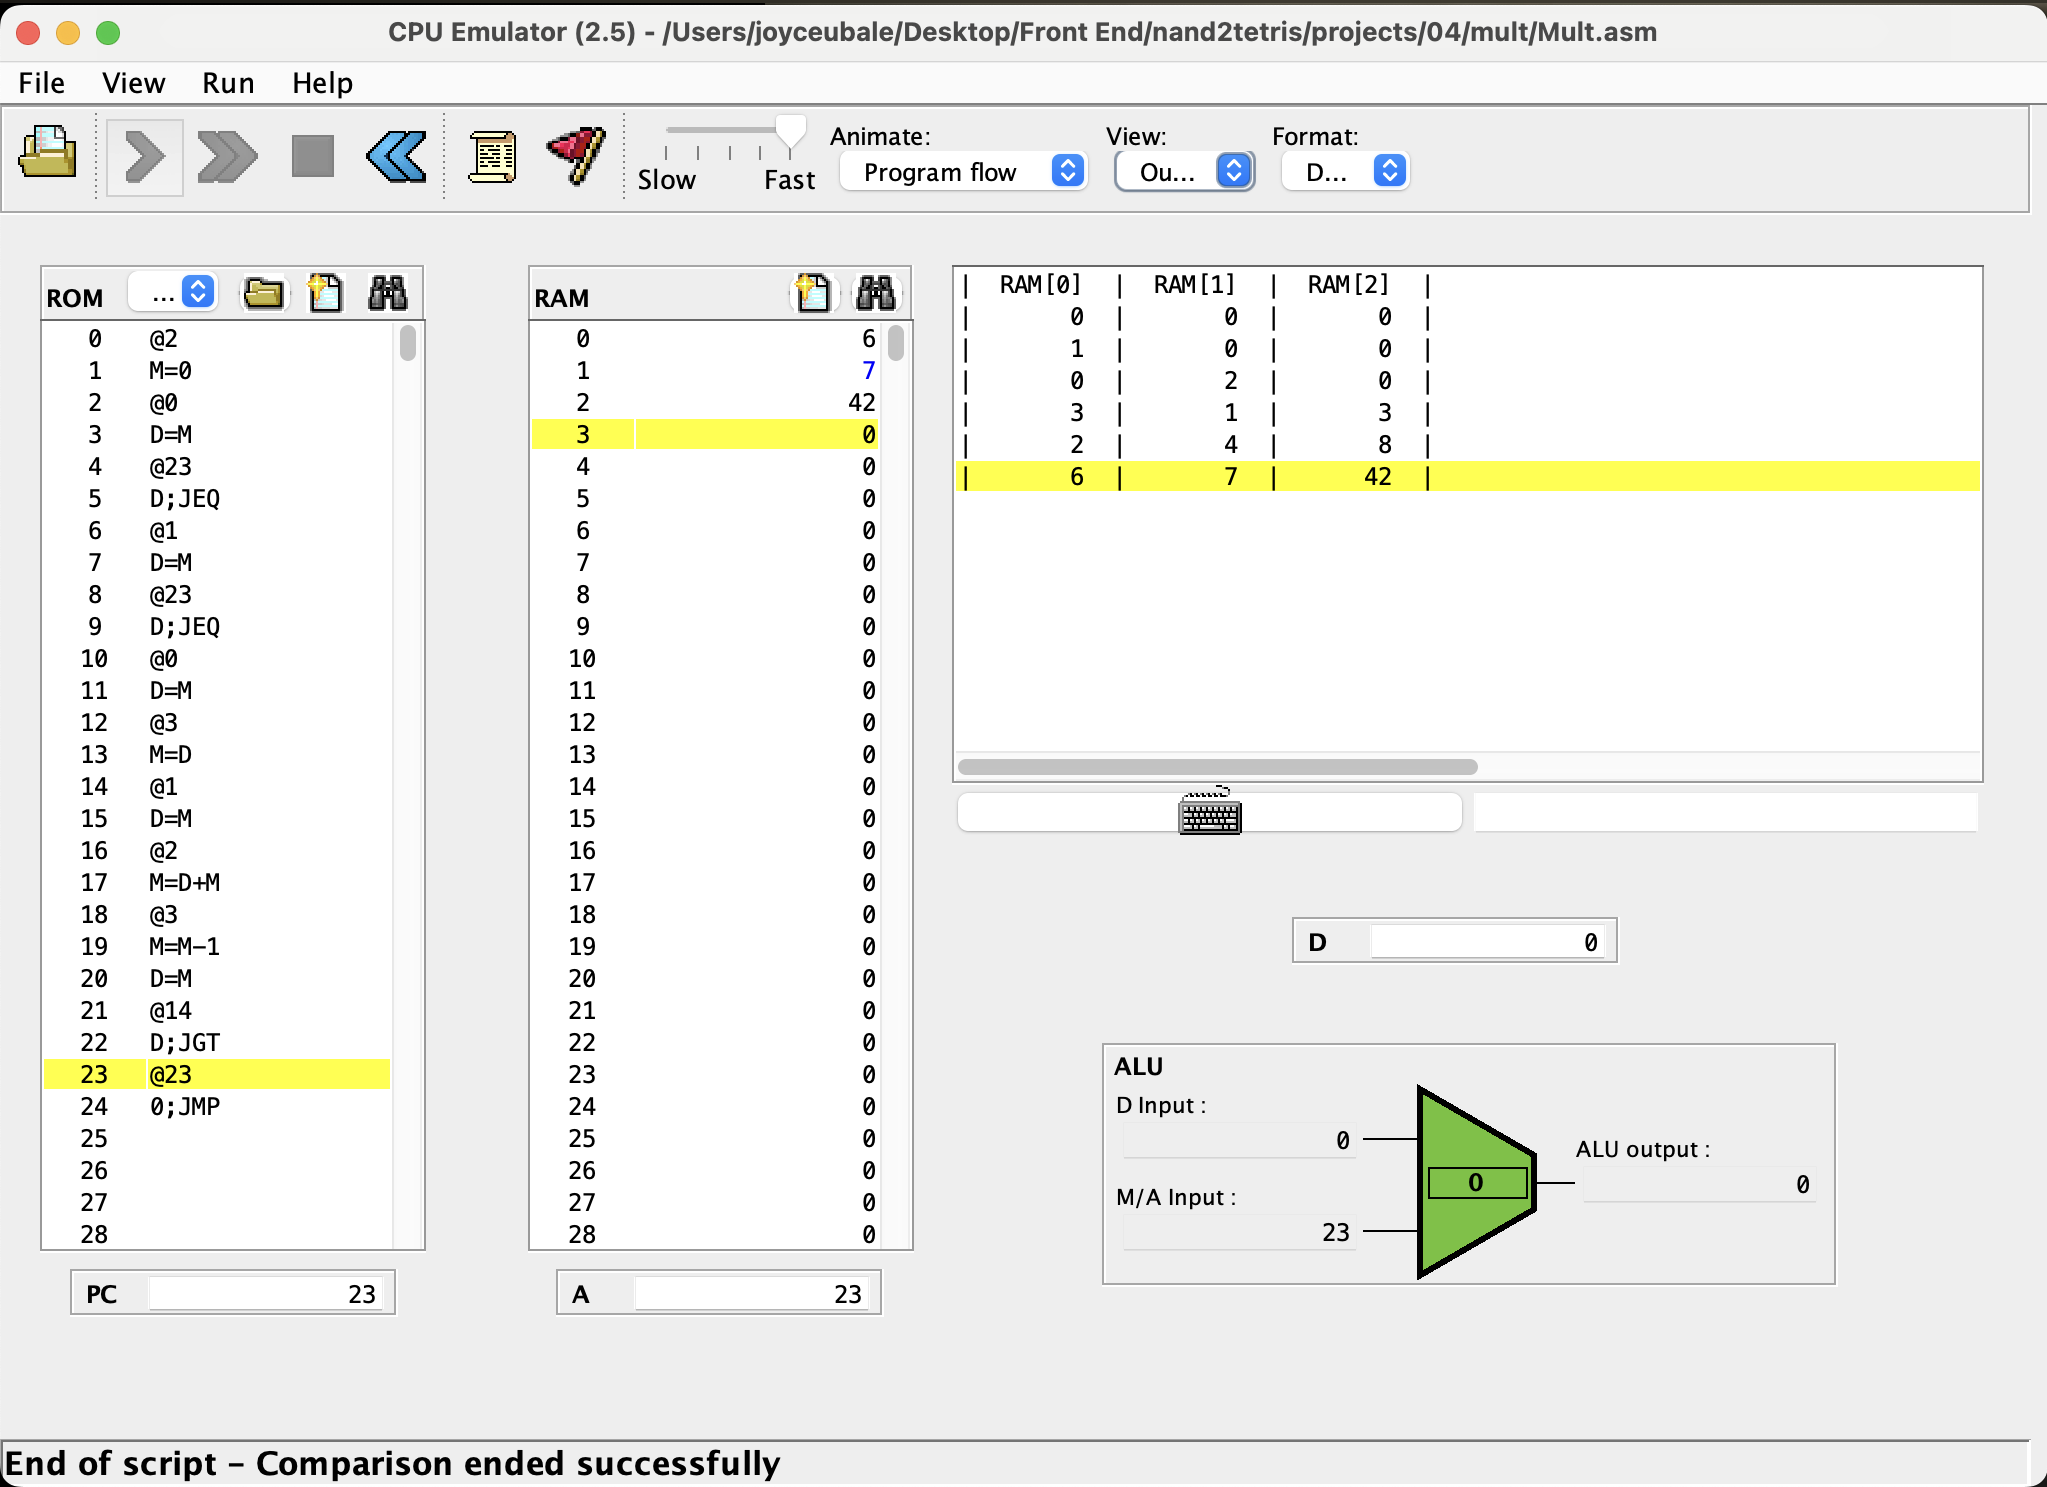 CPU Emulator (2.5) - /Users/joyceubale/Desktop/Front End/nand2tetris/projects/04/mult/Mult.asm
File View Run Help
Slow Fast
Animate:
Program flow
View:
Ou...
Format:
D...
ROM ...
0 @2
1 M=0
2 @0
3 D=M
4 @23
5 D;JEQ
6 @1
7 D=M
8 @23
9 D;JEQ
10 @0
11 D=M
12 @3
13 M=D
14 @1
15 D=M
16 @2
17 M=D+M
18 @3
19 M=M-1
20 D=M
21 @14
22 D;JGT
23 @23
24 0;JMP
25
26
27
28
PC 23
RAM
0 6
1 7
2 42
3 0
4 0
5 0
6 0
7 0
8 0
9 0
10 0
11 0
12 0
13 0
14 0
15 0
16 0
17 0
18 0
19 0
20 0
21 0
22 0
23 0
24 0
25 0
26 0
27 0
28 0
A 23
| RAM[0] | RAM[1] | RAM[2] |
| 0 | 0 | 0 |
| 1 | 0 | 0 |
| 0 | 2 | 0 |
| 3 | 1 | 3 |
| 2 | 4 | 8 |
| 6 | 7 | 42 |
D 0
ALU
D Input :
0
M/A Input :
23
0
ALU output :
0
End of script - Comparison ended successfully